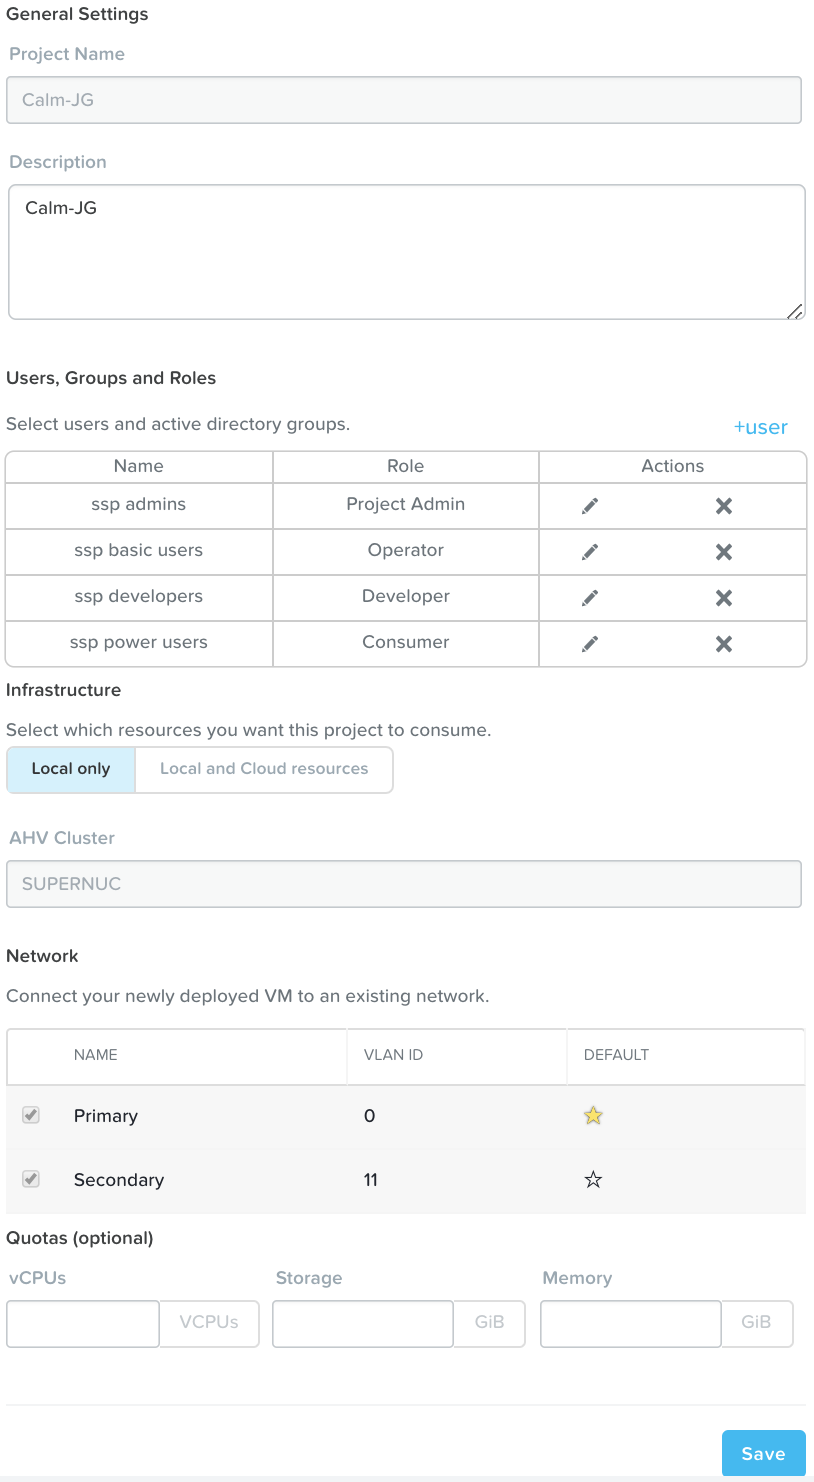 General Settings
Project Name
Calm-JG
Description
Calm-JG
Users, Groups and Roles
Select users and active directory groups.
+user
Name Role Actions
ssp admins Project Admin
ssp basic users Operator
ssp developers Developer
ssp power users Consumer
Infrastructure
Select which resources you want this project to consume.
Local only Local and Cloud resources
AHV Cluster
SUPERNUC
Network
Connect your newly deployed VM to an existing network.
NAME VLAN ID DEFAULT
Primary 0
Secondary 11
Quotas (optional)
vCPUs Storage Memory
VCPUs GiB GiB
Save